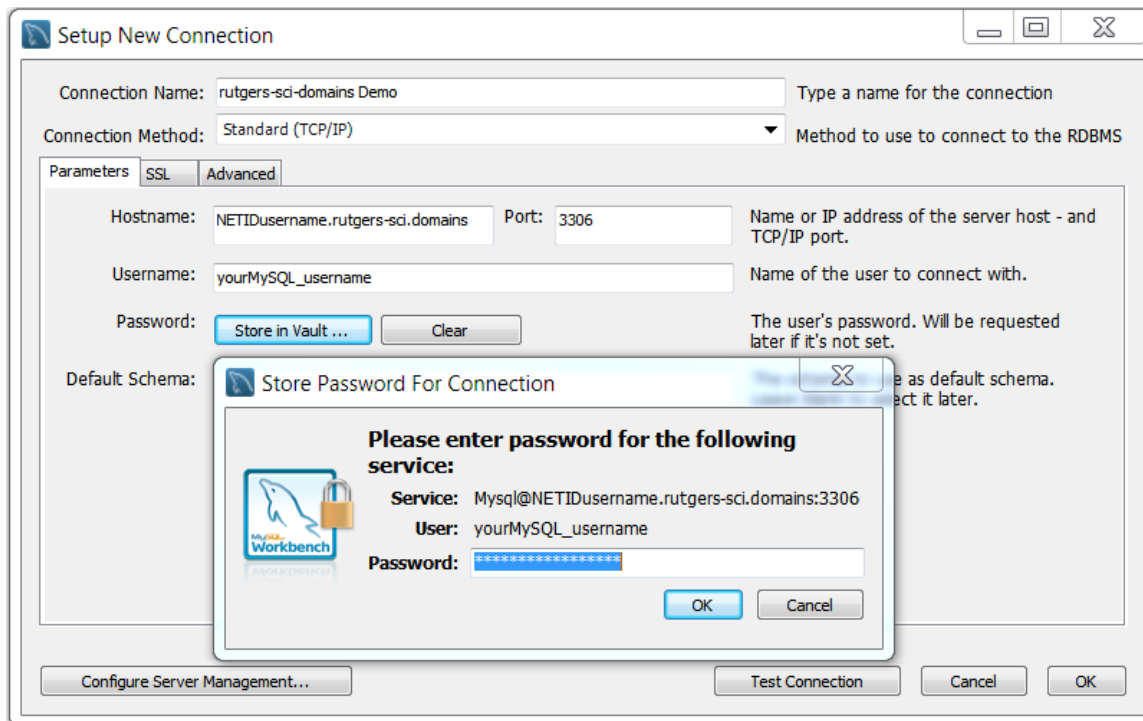 Setup New Connection
Connection Name: rutgers-sci-domains Demo Type a name for the connection
Connection Method: Standard (TCP/IP) Method to use to connect to the RDBMS
Parameters SSL Advanced
Hostname: NETIDusername.rutgers-sci.domains Port: 3306 Name or IP address of the server host - and
TCP/IP port.
Username: yourMySQL_username Name of the user to connect with.
Password: Store in Vault ... Clear The user's password. Will be requested
later if it's not set.
Default Schema: as default schema.
it later.
Store Password For Connection
Please enter password for the following
service:
Service: Mysql@NETIDusername.rutgers-sci.domains:3306
User: yourMySQL_username
Password: *****************
MySQL
Workbench
OK Cancel
Configure Server Management... Test Connection Cancel OK